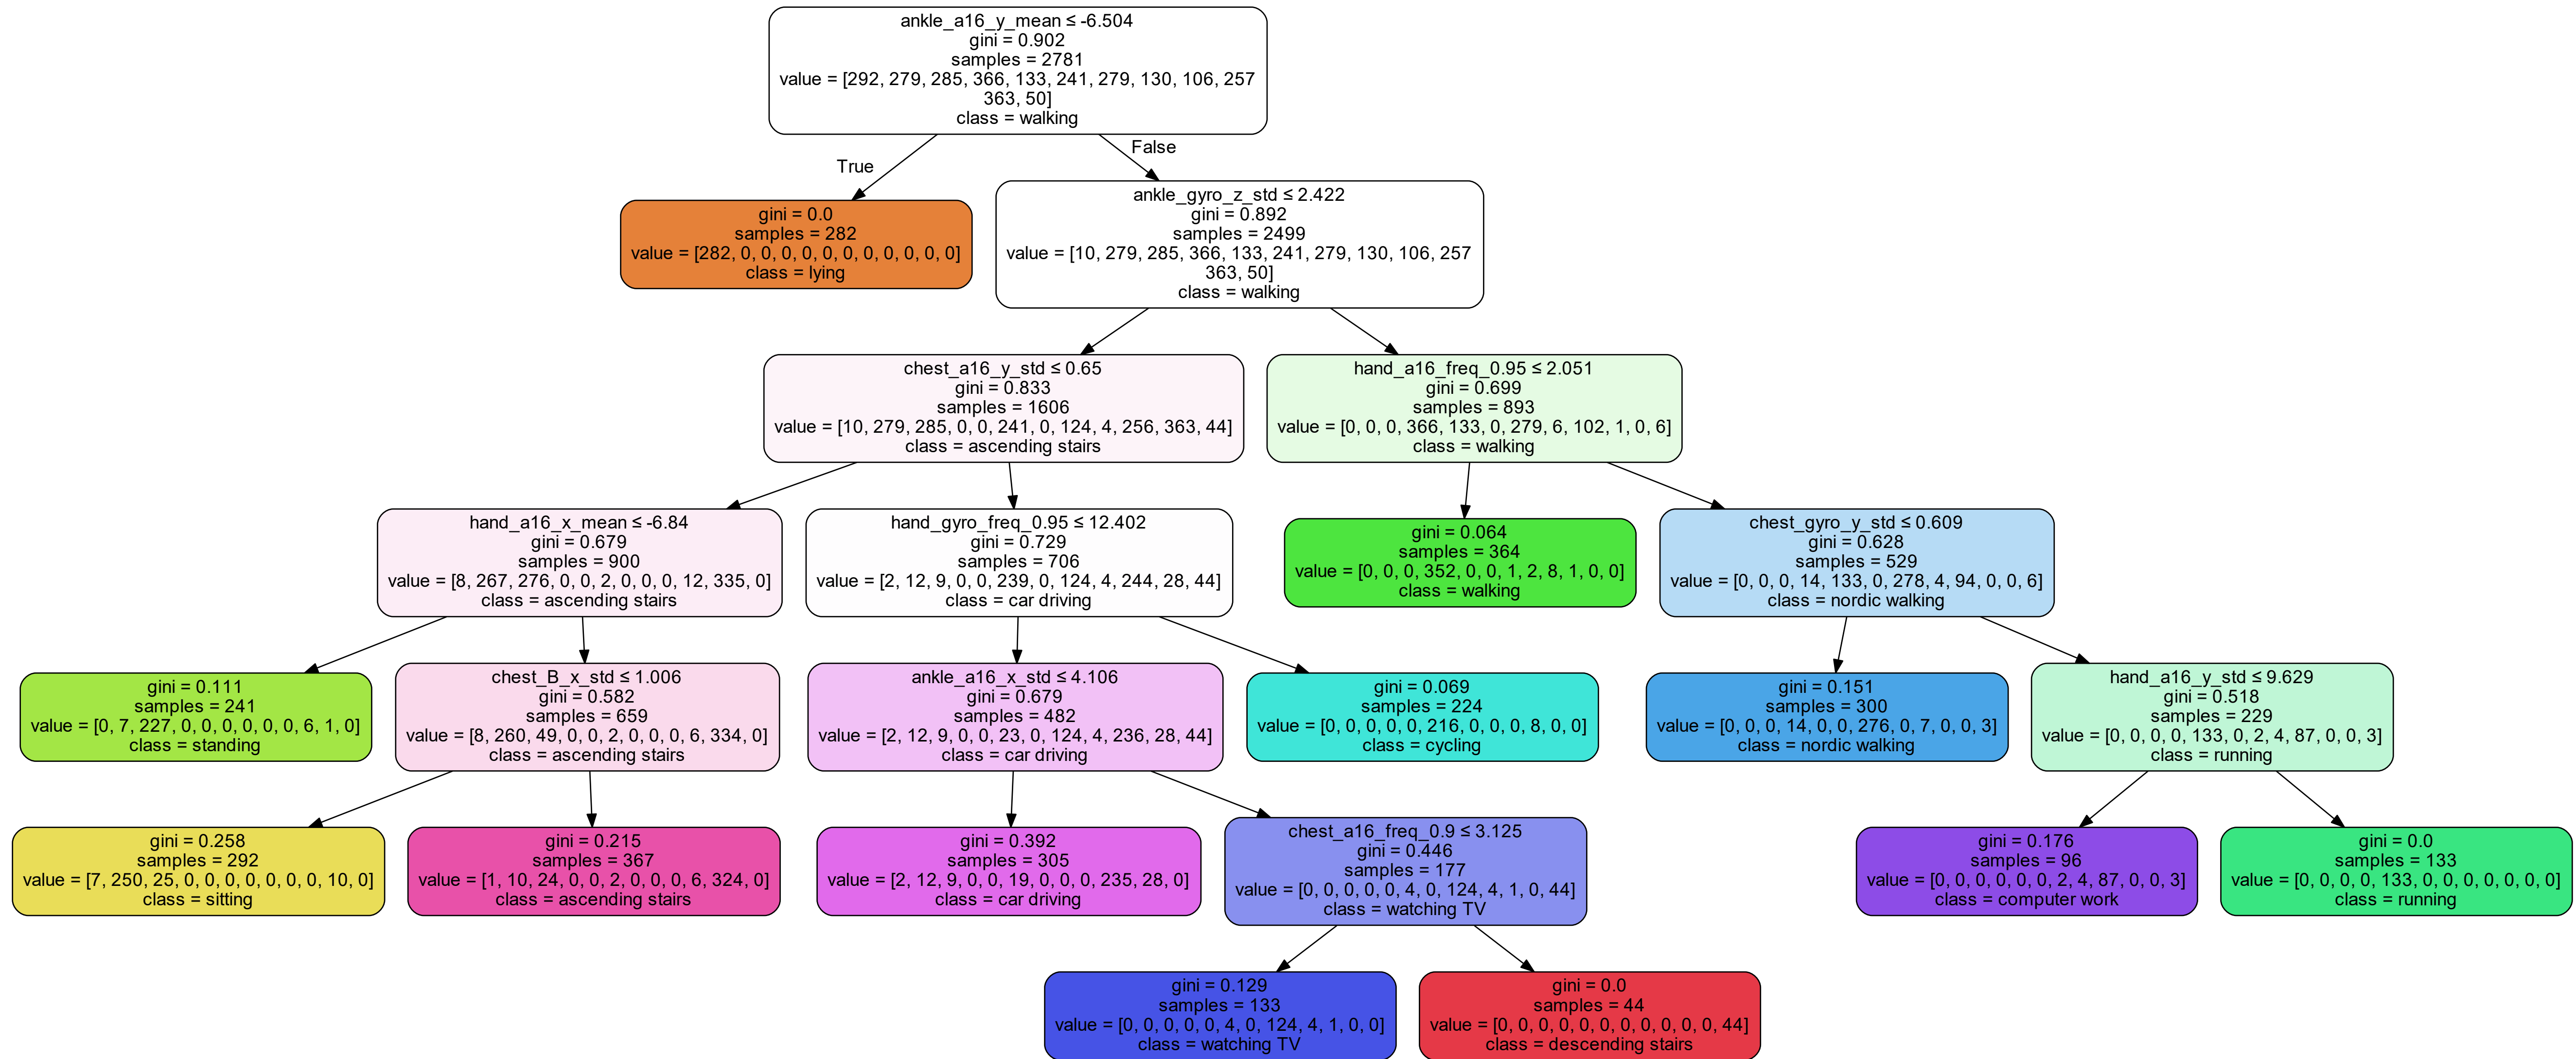 ankle_a16_y_mean ≤ -6.504
gini = 0.902
samples = 2781
value = [292, 279, 285, 366, 133, 241, 279, 130, 106, 257
363, 50]
class = walking
True
False
gini = 0.0
samples = 282
value = [282, 0, 0, 0, 0, 0, 0, 0, 0, 0, 0, 0]
class = lying
ankle_gyro_z_std ≤ 2.422
gini = 0.892
samples = 2499
value = [10, 279, 285, 366, 133, 241, 279, 130, 106, 257
363, 50]
class = walking
chest_a16_y_std ≤ 0.65
gini = 0.833
samples = 1606
value = [10, 279, 285, 0, 0, 241, 0, 124, 4, 256, 363, 44]
class = ascending stairs
hand_a16_freq_0.95 ≤ 2.051
gini = 0.699
samples = 893
value = [0, 0, 0, 366, 133, 0, 279, 6, 102, 1, 0, 6]
class = walking
hand_a16_x_mean ≤ -6.84
gini = 0.679
samples = 900
value = [8, 267, 276, 0, 0, 2, 0, 0, 0, 12, 335, 0]
class = ascending stairs
hand_gyro_freq_0.95 ≤ 12.402
gini = 0.729
samples = 706
value = [2, 12, 9, 0, 0, 239, 0, 124, 4, 244, 28, 44]
class = car driving
gini = 0.064
samples = 364
value = [0, 0, 0, 352, 0, 0, 1, 2, 8, 1, 0, 0]
class = walking
chest_gyro_y_std ≤ 0.609
gini = 0.628
samples = 529
value = [0, 0, 0, 14, 133, 0, 278, 4, 94, 0, 0, 6]
class = nordic walking
gini = 0.111
samples = 241
value = [0, 7, 227, 0, 0, 0, 0, 0, 0, 6, 1, 0]
class = standing
chest_B_x_std ≤ 1.006
gini = 0.582
samples = 659
value = [8, 260, 49, 0, 0, 2, 0, 0, 0, 6, 334, 0]
class = ascending stairs
ankle_a16_x_std ≤ 4.106
gini = 0.679
samples = 482
value = [2, 12, 9, 0, 0, 23, 0, 124, 4, 236, 28, 44]
class = car driving
gini = 0.069
samples = 224
value = [0, 0, 0, 0, 0, 216, 0, 0, 0, 8, 0, 0]
class = cycling
gini = 0.151
samples = 300
value = [0, 0, 0, 14, 0, 0, 276, 0, 7, 0, 0, 3]
class = nordic walking
hand_a16_y_std ≤ 9.629
gini = 0.518
samples = 229
value = [0, 0, 0, 0, 133, 0, 2, 4, 87, 0, 0, 3]
class = running
gini = 0.258
samples = 292
value = [7, 250, 25, 0, 0, 0, 0, 0, 0, 0, 10, 0]
class = sitting
gini = 0.215
samples = 367
value = [1, 10, 24, 0, 0, 2, 0, 0, 0, 6, 324, 0]
class = ascending stairs
gini = 0.392
samples = 305
value = [2, 12, 9, 0, 0, 19, 0, 0, 0, 235, 28, 0]
class = car driving
chest_a16_freq_0.9 ≤ 3.125
gini = 0.446
samples = 177
value = [0, 0, 0, 0, 0, 4, 0, 124, 4, 1, 0, 44]
class = watching TV
gini = 0.176
samples = 96
value = [0, 0, 0, 0, 0, 0, 2, 4, 87, 0, 0, 3]
class = computer work
gini = 0.0
samples = 133
value = [0, 0, 0, 0, 133, 0, 0, 0, 0, 0, 0, 0]
class = running
gini = 0.129
samples = 133
value = [0, 0, 0, 0, 0, 4, 0, 124, 4, 1, 0, 0]
class = watching TV
gini = 0.0
samples = 44
value = [0, 0, 0, 0, 0, 0, 0, 0, 0, 0, 0, 44]
class = descending stairs